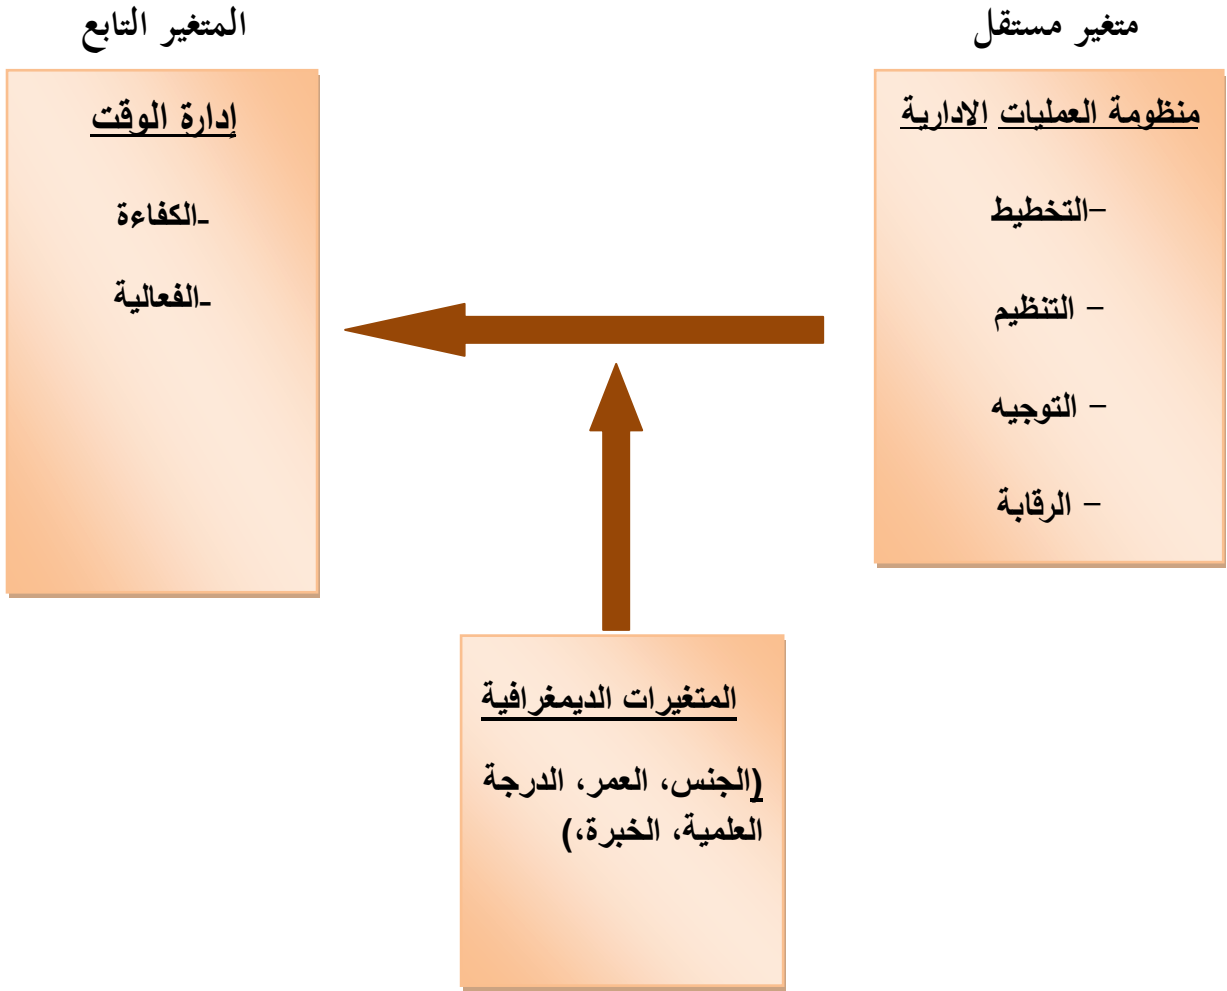 متغير مستقل
المتغير التابع
منظومة العمليات الادارية
–التخطيط
– التنظيم
– التوجيه
– الرقابة
إدارة الوقت
-الكفاءة
-الفعالية
المتغيرات الديمغرافية
(الجنس، العمر، الدرجة
العلمية، الخبرة،)